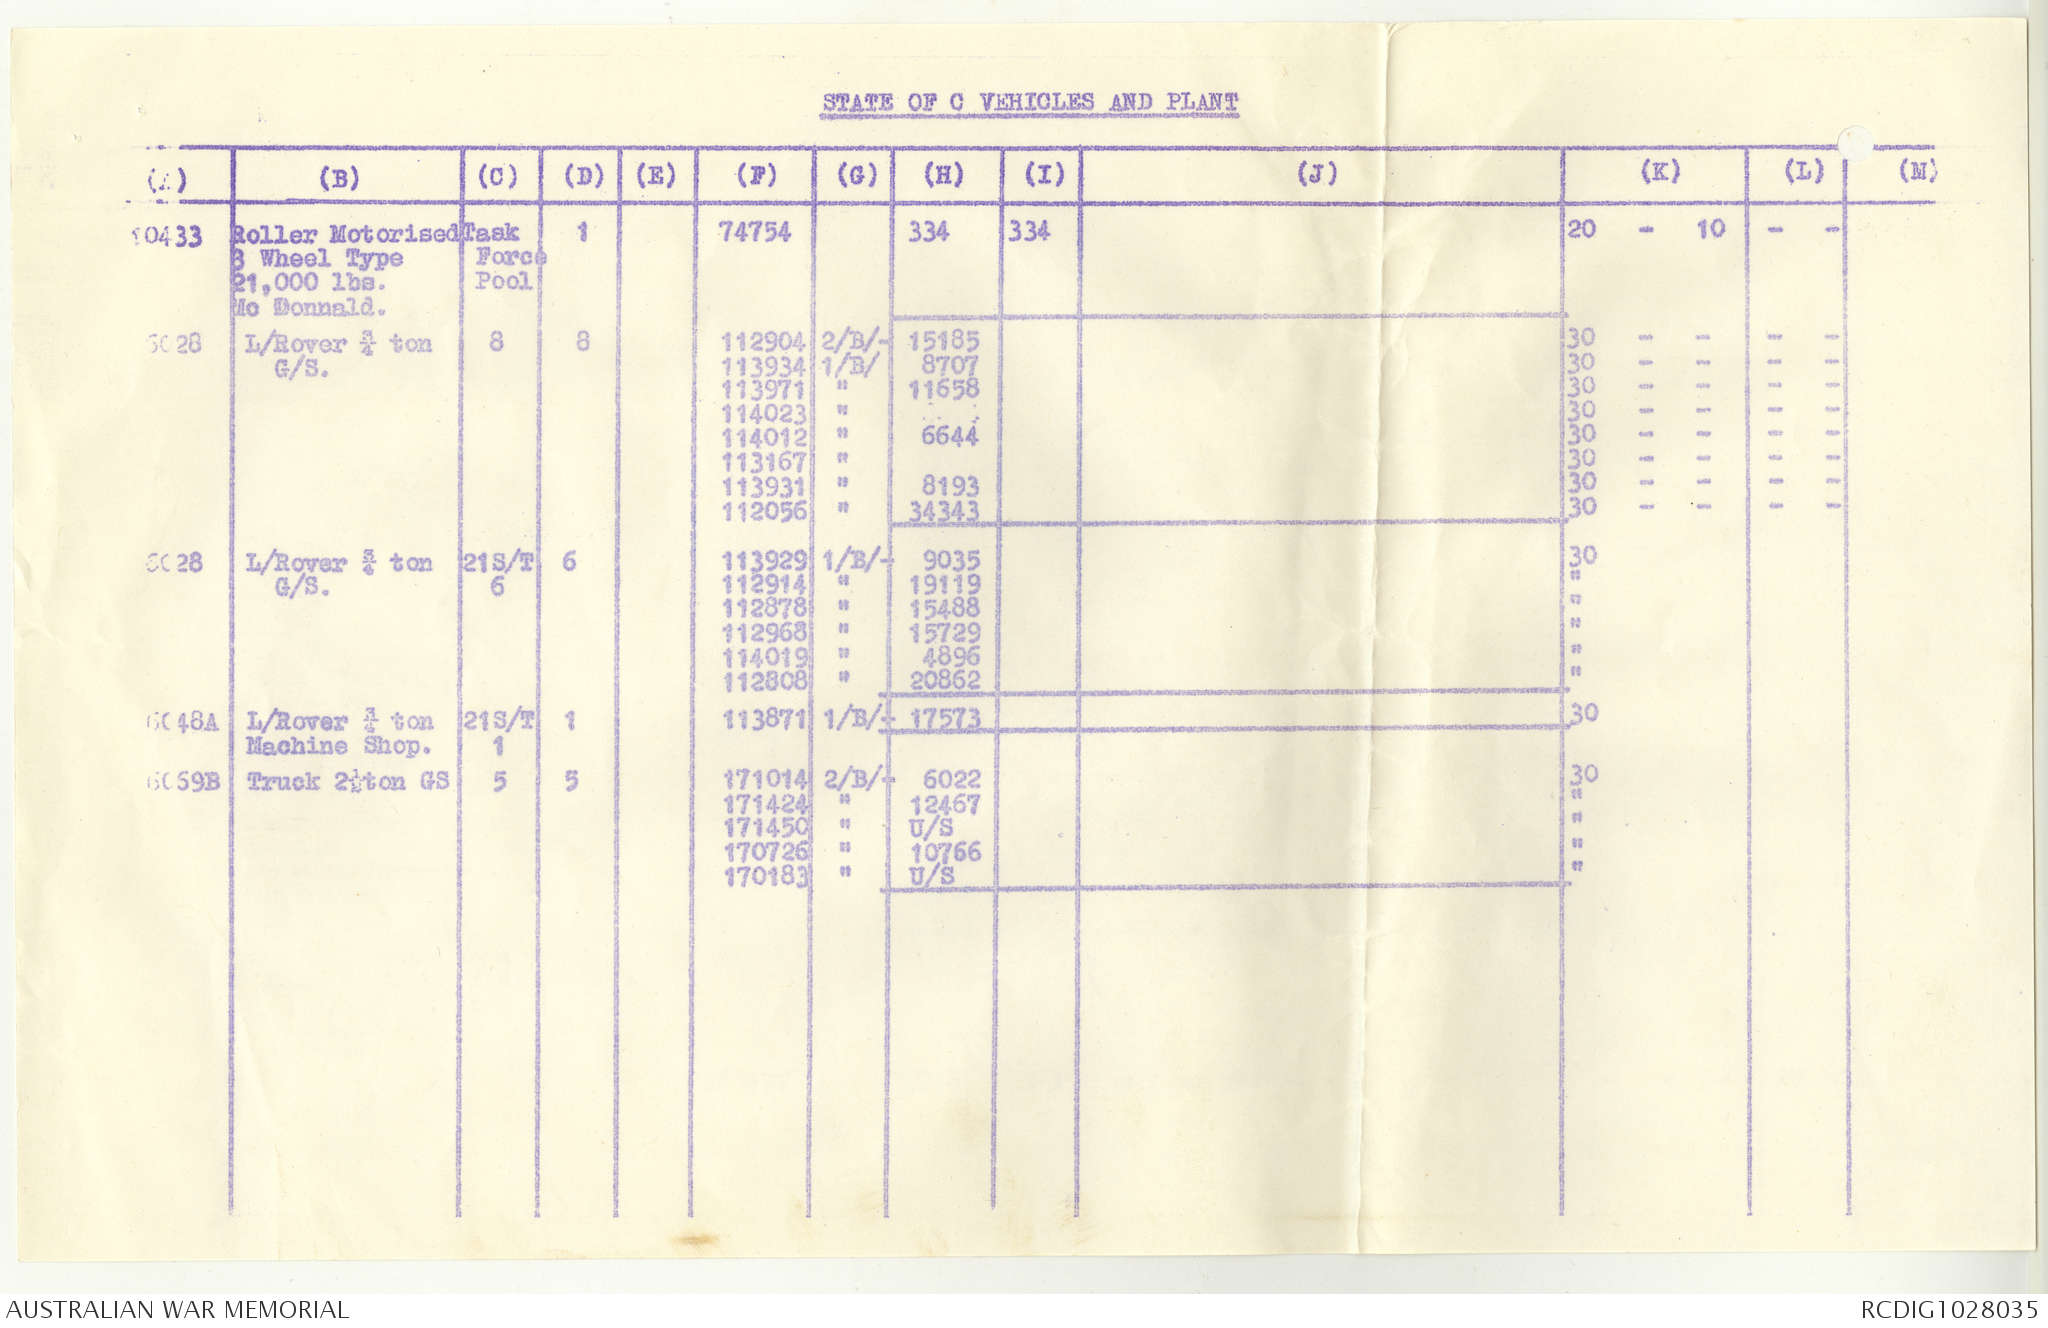 STATE OF C VEHICLES AND PLANT
(A) (B) (C) (D) (E) (F) (G) (H) (I) (J) (K) (L) (M)
10433 Roller Motorised Task 1 74754 334 334 20 - 10 - -
8 Wheel Type Force
21,000 lbs. Pool
Mc Donnald.
6028 L/Rover ¾ ton 8 8 112904 2/B/- 15185 30 - - - -
G/S. 113934 1/B/ 8707 30 - - - -
113971 " 11658 30 - - - -
114023 " 30 - - - -
114012 " 6644 30 - - - -
113167 " 30 - - - -
113931 " 8193 30 - - - -
112056 " 34343 30 - - - -
6028 L/Rover ¾ ton 21S/T 6 113929 1/B/- 9035 30
G/S. 6 112914 " 19119 "
112878 " 15488 "
112968 " 15729 "
114019 " 4896 "
112808 " 20862 "
6048A L/Rover ¾ ton 21S/T 1 113871 1/B/- 17573 30
Machine Shop. 1
6059B Truck 2½ton GS 5 5 171014 2/B/- 6022 30
171424 " 12467 "
171450 " U/S "
170726 " 10766 "
170183 " U/S "
AUSTRALIAN WAR MEMORIAL RCDIG1028035